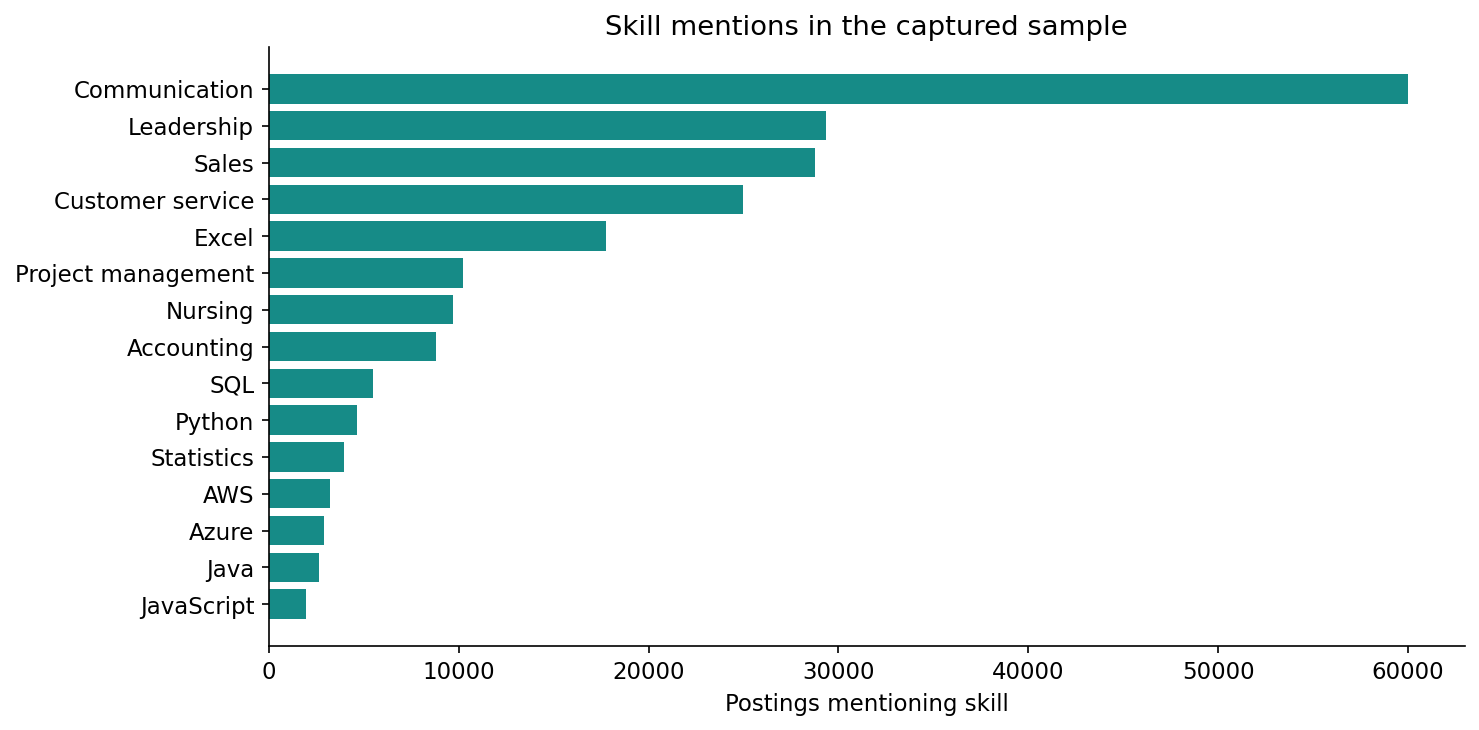 Skill mentions in the captured sample
Communication
Leadership
Sales
Customer service
Excel
Project management
Nursing
Accounting
SQL
Python
Statistics
AWS
Azure
Java
JavaScript
0 10000 20000 30000 40000 50000 60000
Postings mentioning skill